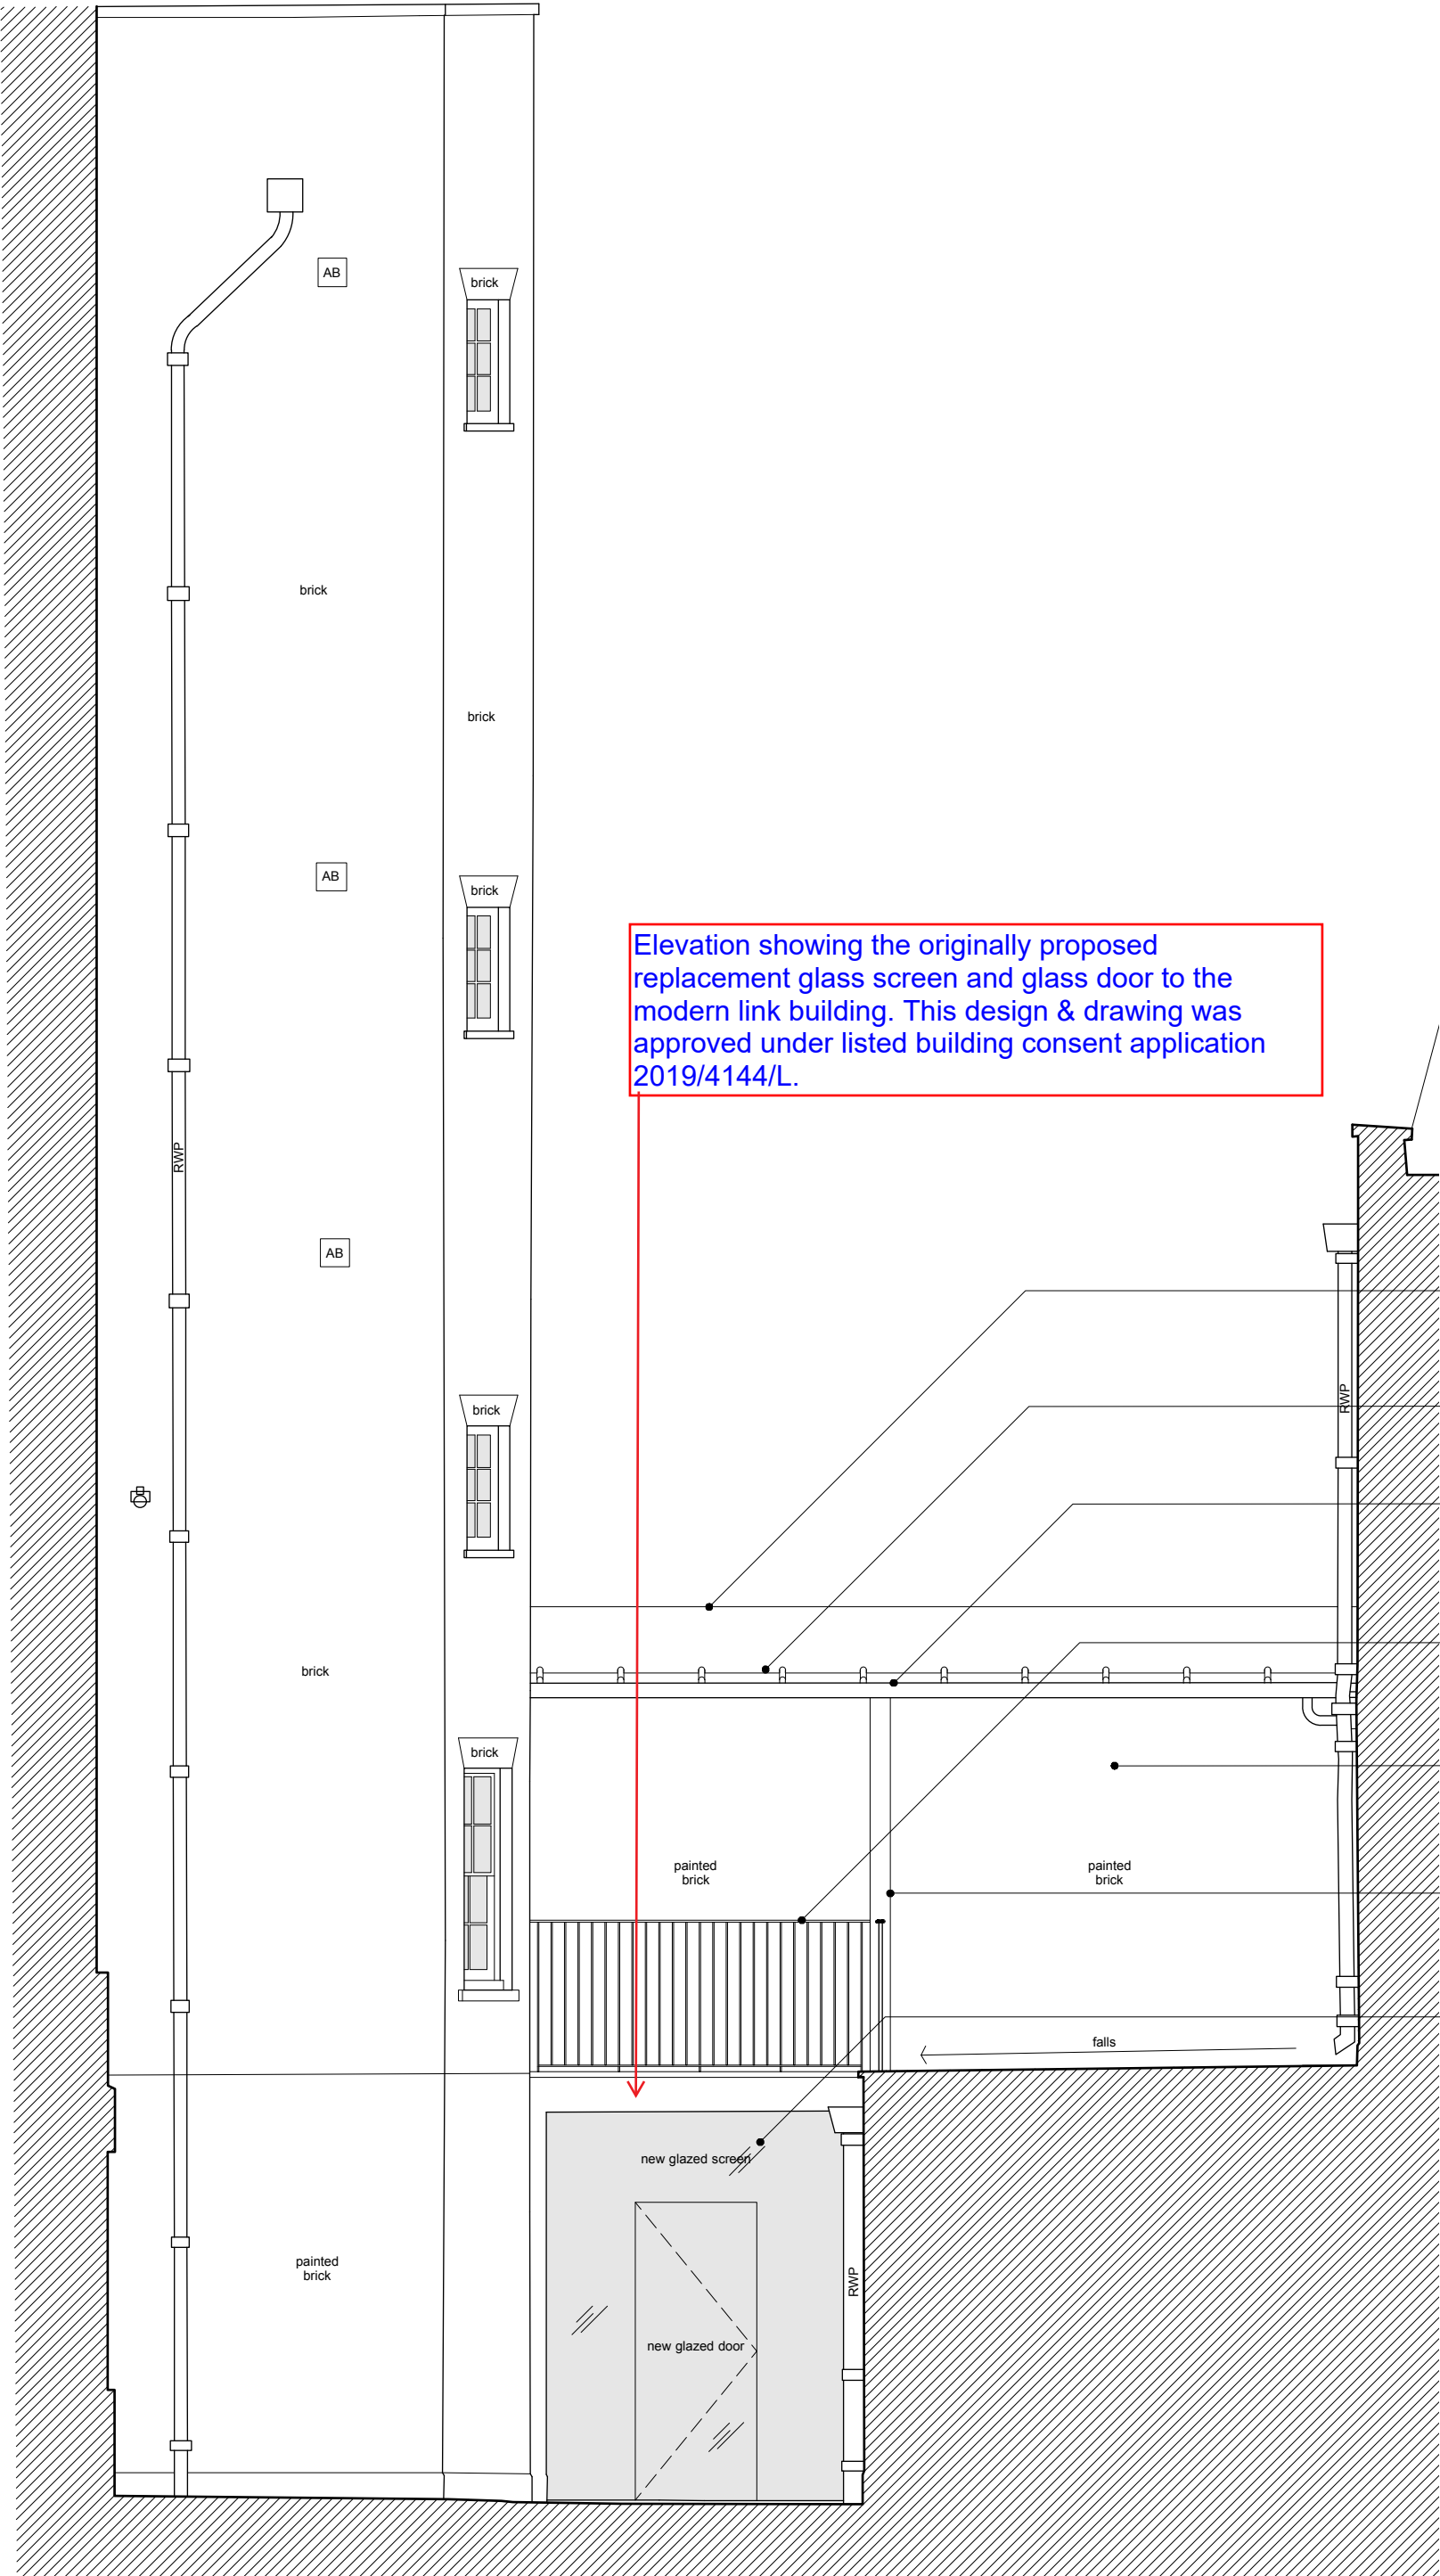 AB
brick
brick
brick
AB
brick
Elevation showing the originally proposed
replacement glass screen and glass door to the
modern link building. This design & drawing was
approved under listed building consent application
2019/4144/L.
RWP
AB
RWP
brick
brick
brick
painted
brick
painted
brick
falls
new glazed screen
painted
brick
RWP
new glazed door